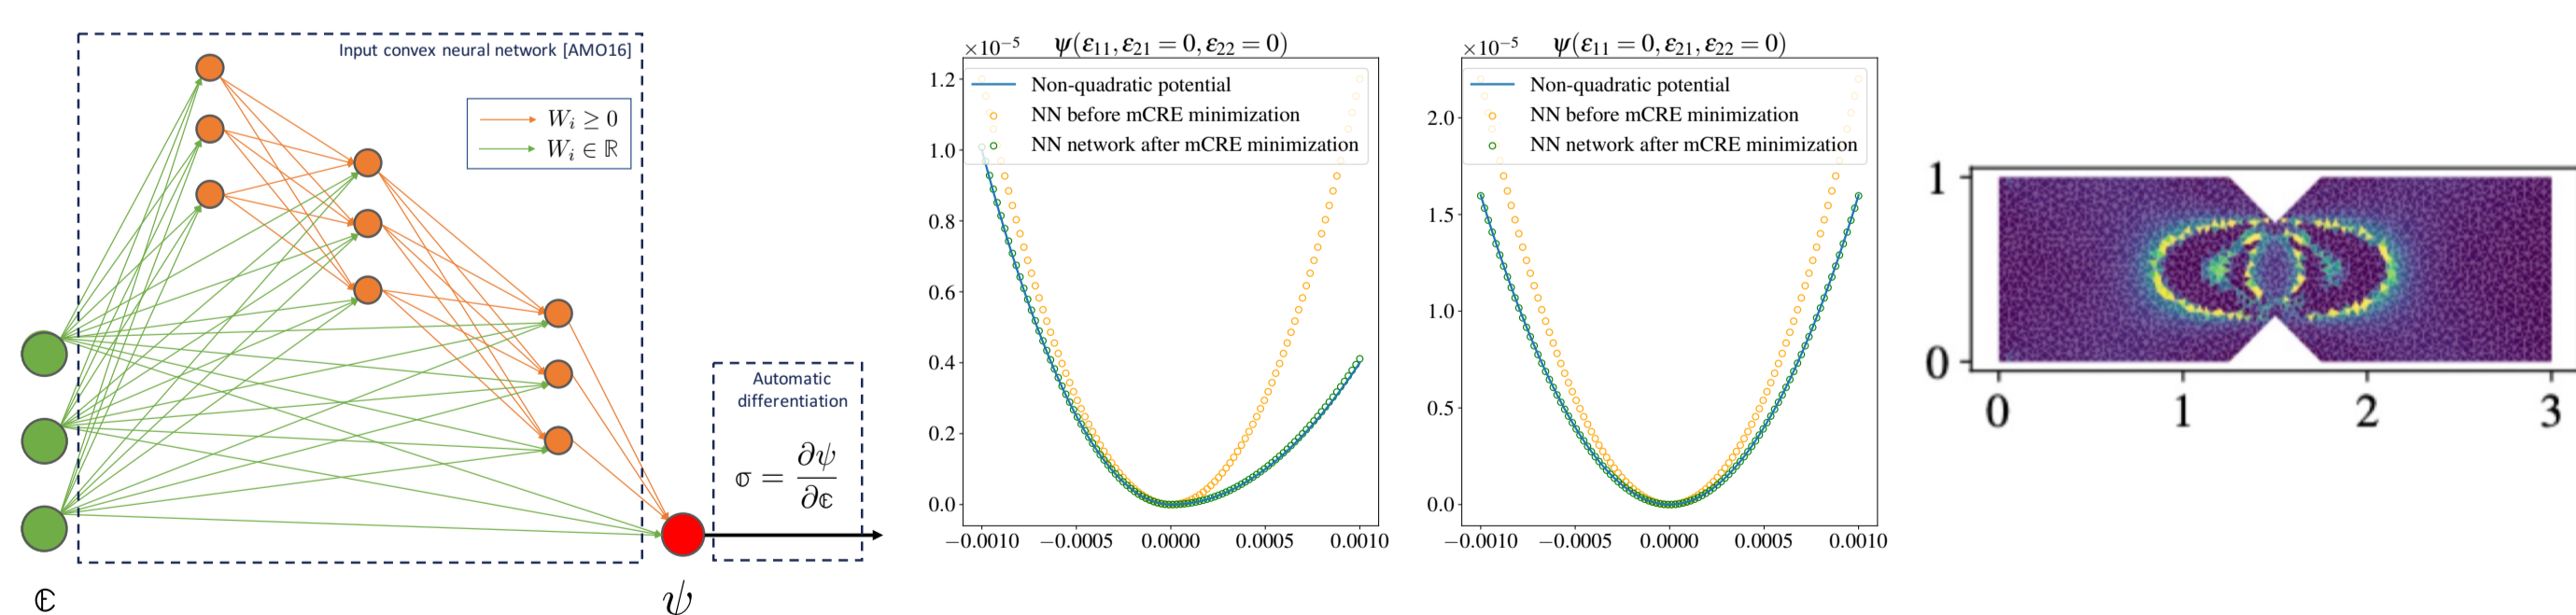 Input convex neural network [AMO16]
W_i ≥ 0
W_i ∈ ℝ
Automatic
differentiation
σ = ∂ψ/∂ε
ε
ψ
×10⁻⁵ ψ(ε₁₁, ε₂₁ = 0, ε₂₂ = 0)
Non-quadratic potential
NN before mCRE minimization
NN network after mCRE minimization
1.2
1.0
0.8
0.6
0.4
0.2
0.0
−0.0010 −0.0005 0.0000 0.0005 0.0010
×10⁻⁵ ψ(ε₁₁ = 0, ε₂₁, ε₂₂ = 0)
Non-quadratic potential
NN before mCRE minimization
NN network after mCRE minimization
2.0
1.5
1.0
0.5
0.0
−0.0010 −0.0005 0.0000 0.0005 0.0010
1
0
0 1 2 3